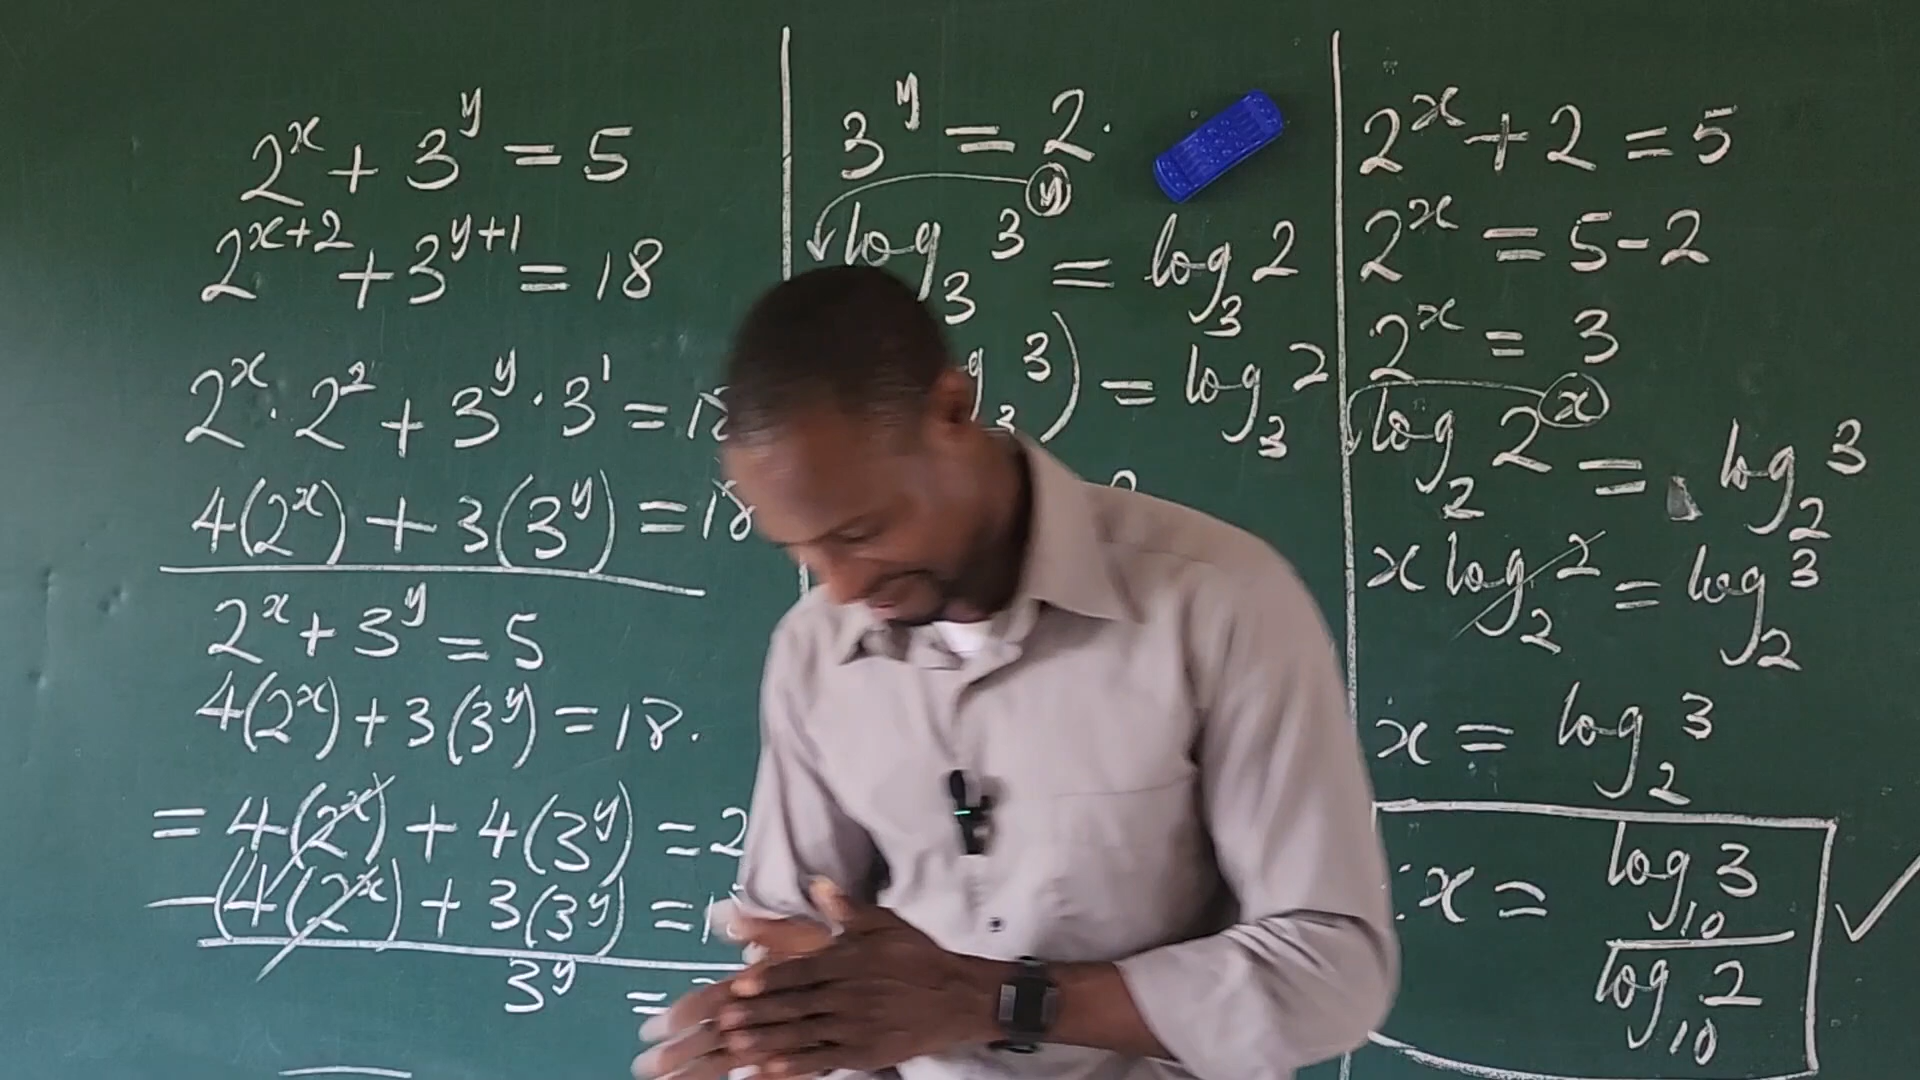 2^x + 3^y = 5
2^(x+2) + 3^(y+1) = 18
2^x · 2^2 + 3^y · 3^1 = 1
4(2^x) + 3(3^y) = 18
2^x + 3^y = 5
4(2^x) + 3(3^y) = 18.
= 4(2^x) + 4(3^y) = 2
-(4(2^x) + 3(3^y) = 1
3^y =
3^y = 2.
log_3 3^y = log_3 2
3) = log_3 2
2^x + 2 = 5
2^x = 5 - 2
2^x = 3
log_2 2^x = log_2 3
x log_2 2 = log_2 3
x = log_2 3
∴ x = log_10 3 / log_10 2 ✓